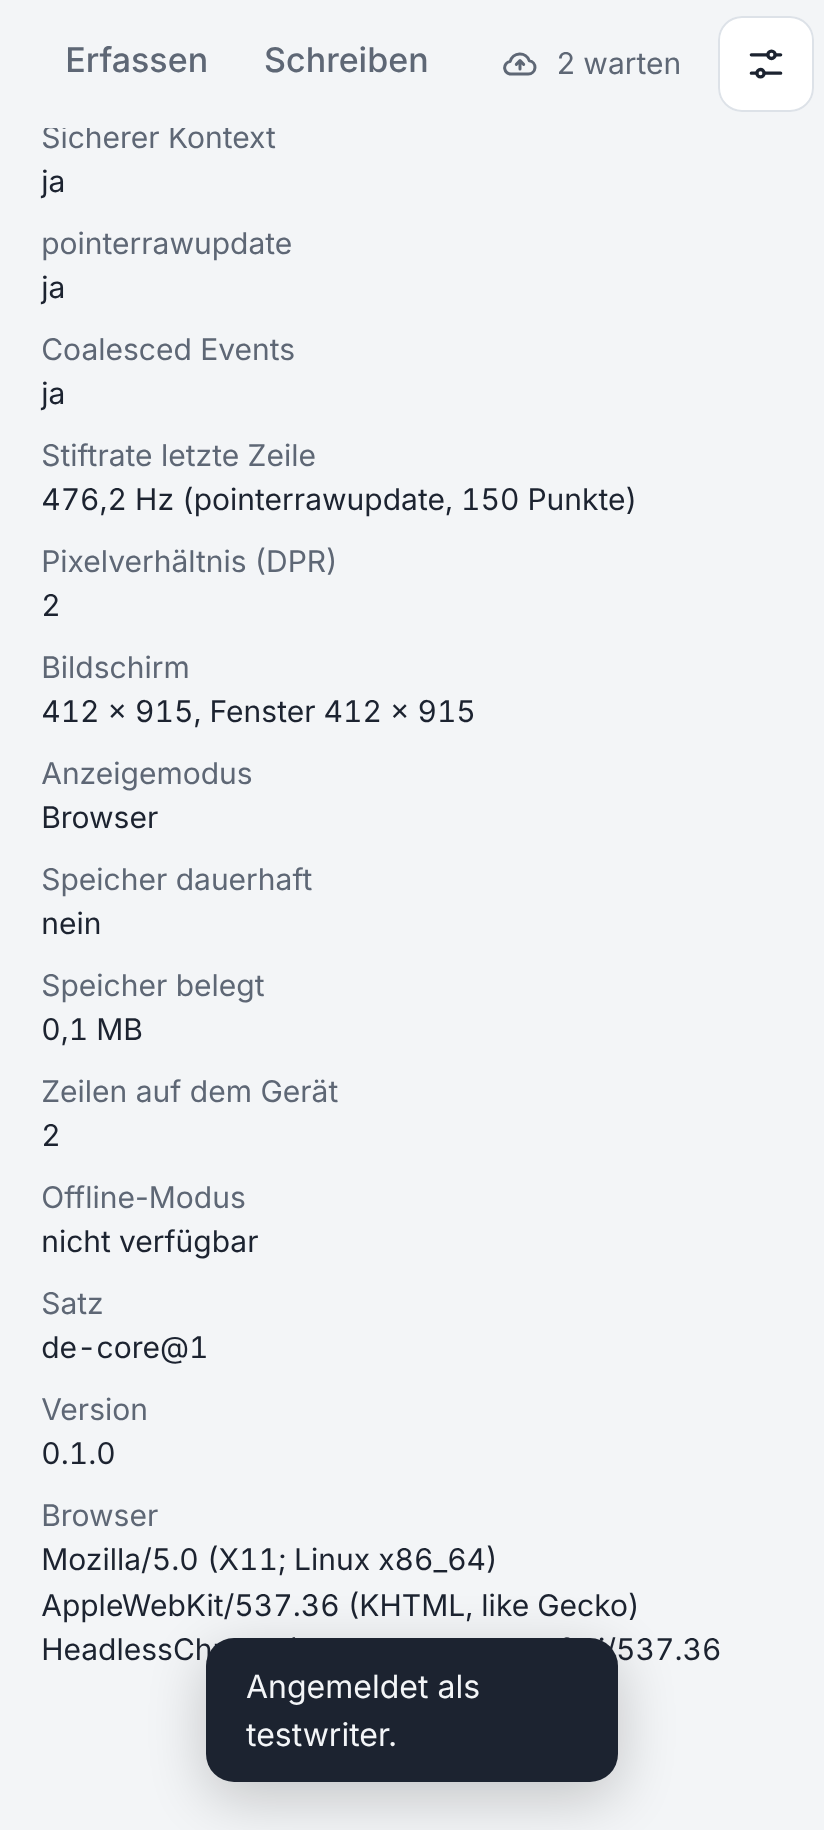 Erfassen Schreiben 2 warten
Sicherer Kontext
ja
pointerrawupdate
ja
Coalesced Events
ja
Stiftrate letzte Zeile
476,2 Hz (pointerrawupdate, 150 Punkte)
Pixelverhältnis (DPR)
2
Bildschirm
412 × 915, Fenster 412 × 915
Anzeigemodus
Browser
Speicher dauerhaft
nein
Speicher belegt
0,1 MB
Zeilen auf dem Gerät
2
Offline-Modus
nicht verfügbar
Satz
de-core@1
Version
0.1.0
Browser
Mozilla/5.0 (X11; Linux x86_64)
AppleWebKit/537.36 (KHTML, like Gecko)
/537.36
Angemeldet als
testwriter.